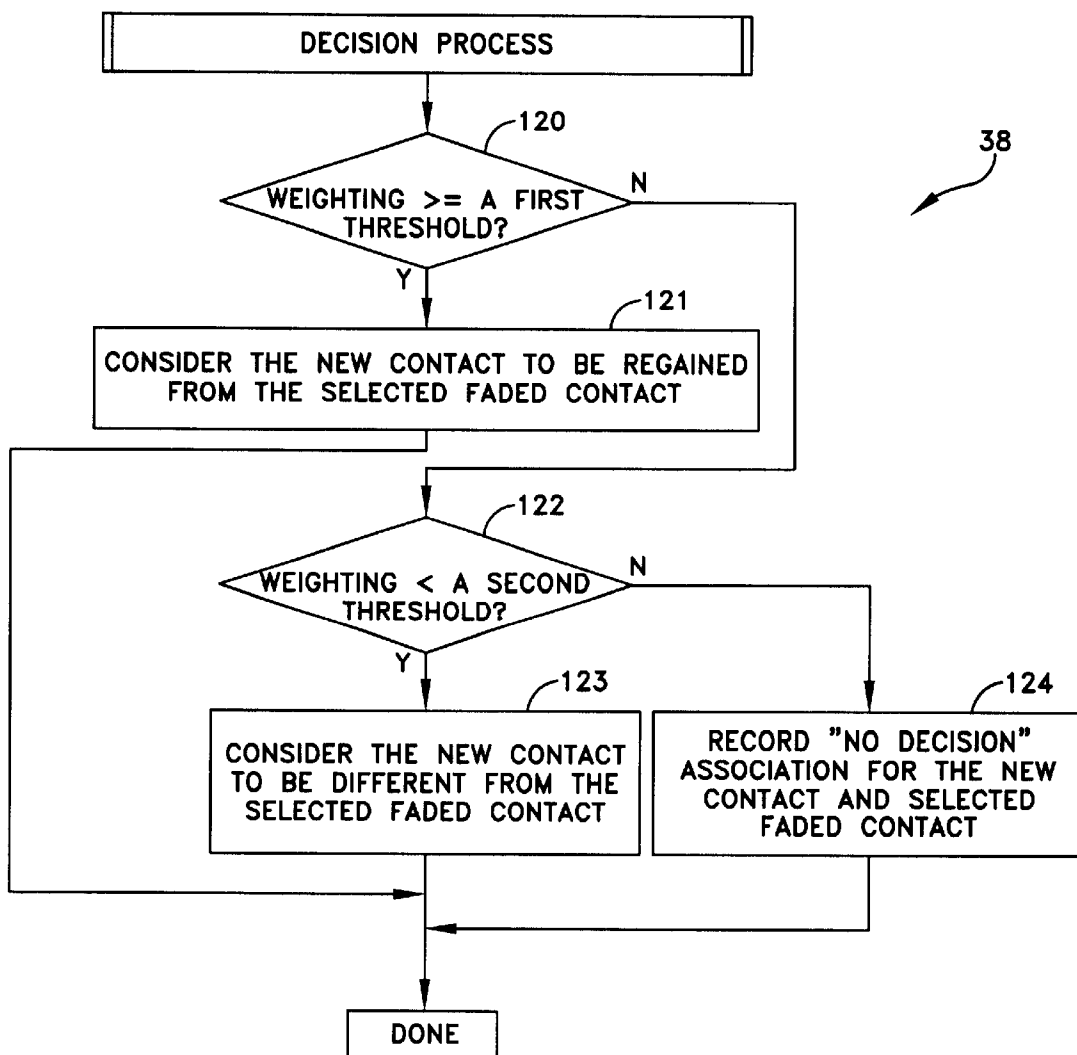 DECISION PROCESS
120
38
WEIGHTING >= A FIRST
THRESHOLD?
N
Y
121
CONSIDER THE NEW CONTACT TO BE REGAINED
FROM THE SELECTED FADED CONTACT
122
WEIGHTING < A SECOND
THRESHOLD?
N
Y
123
CONSIDER THE NEW CONTACT
TO BE DIFFERENT FROM THE
SELECTED FADED CONTACT
124
RECORD "NO DECISION"
ASSOCIATION FOR THE NEW
CONTACT AND SELECTED
FADED CONTACT
DONE